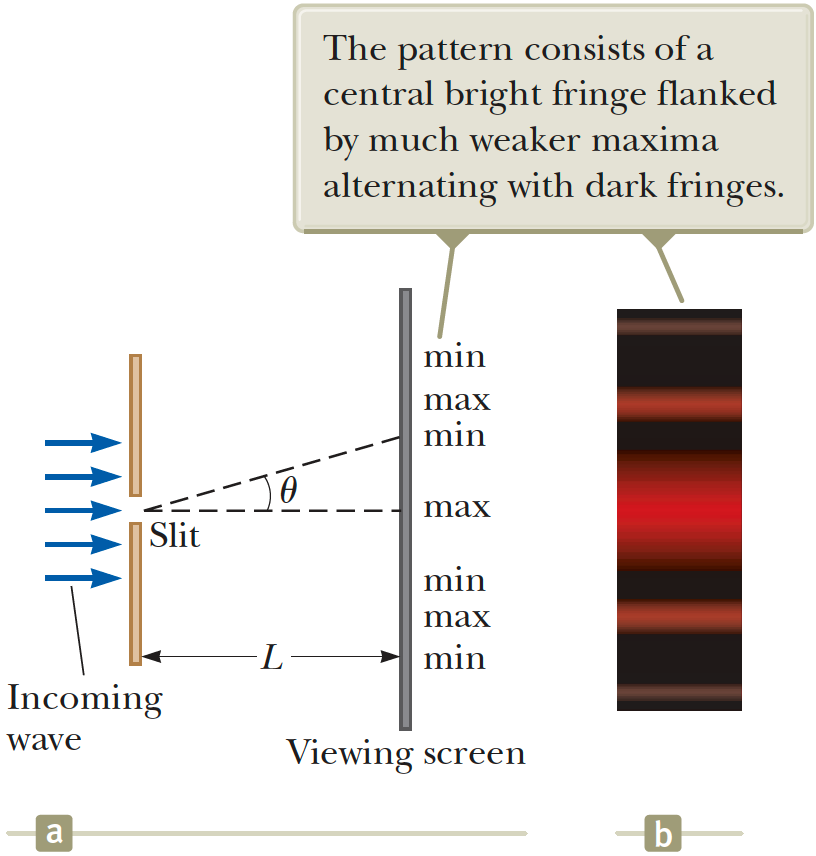 The pattern consists of a
central bright fringe flanked
by much weaker maxima
alternating with dark fringes.
min
max
min
θ
max
Slit
min
max
L
min
Incoming
wave
Viewing screen
a
b